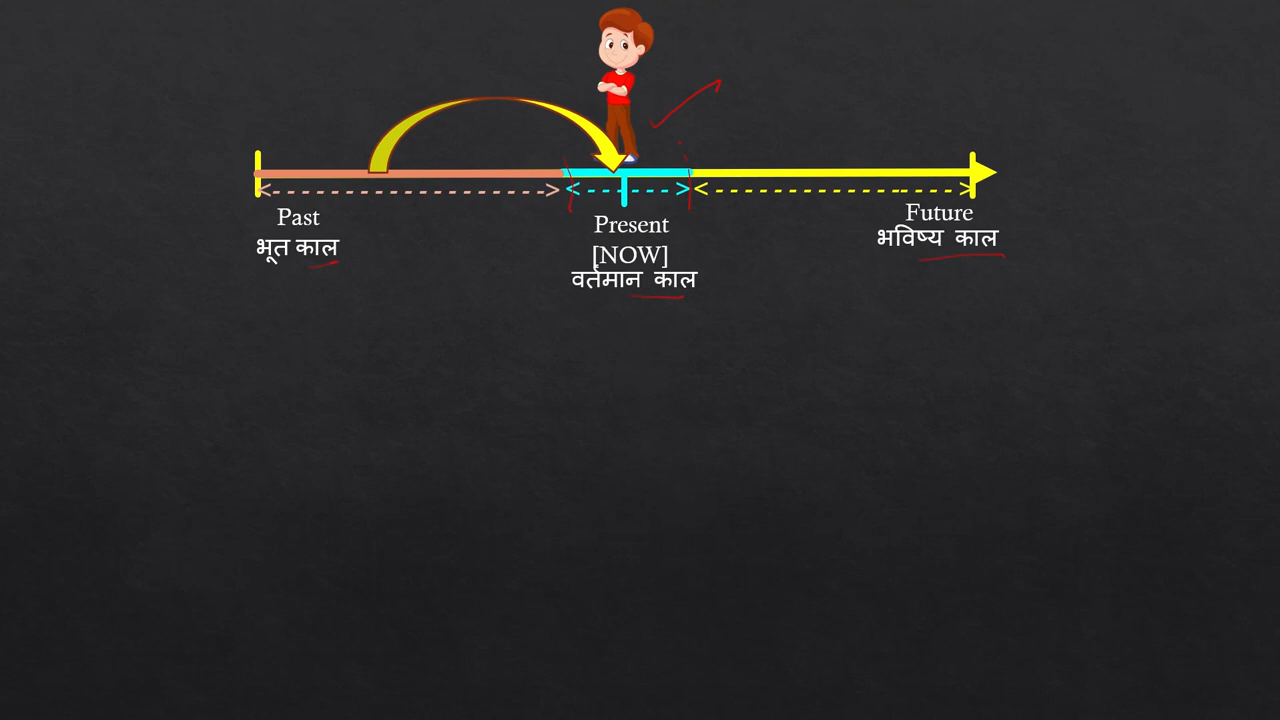 Past
भूत काल
Present
[NOW]
वर्तमान काल
Future
भविष्य काल